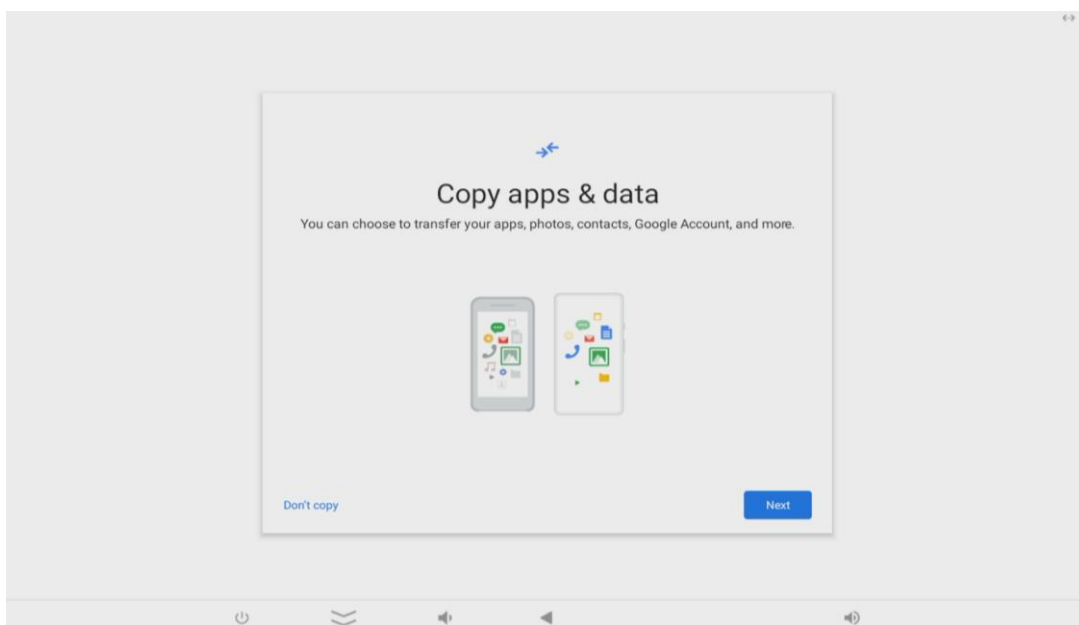 Copy apps & data
You can choose to transfer your apps, photos, contacts, Google Account, and more.
Don't copy
Next